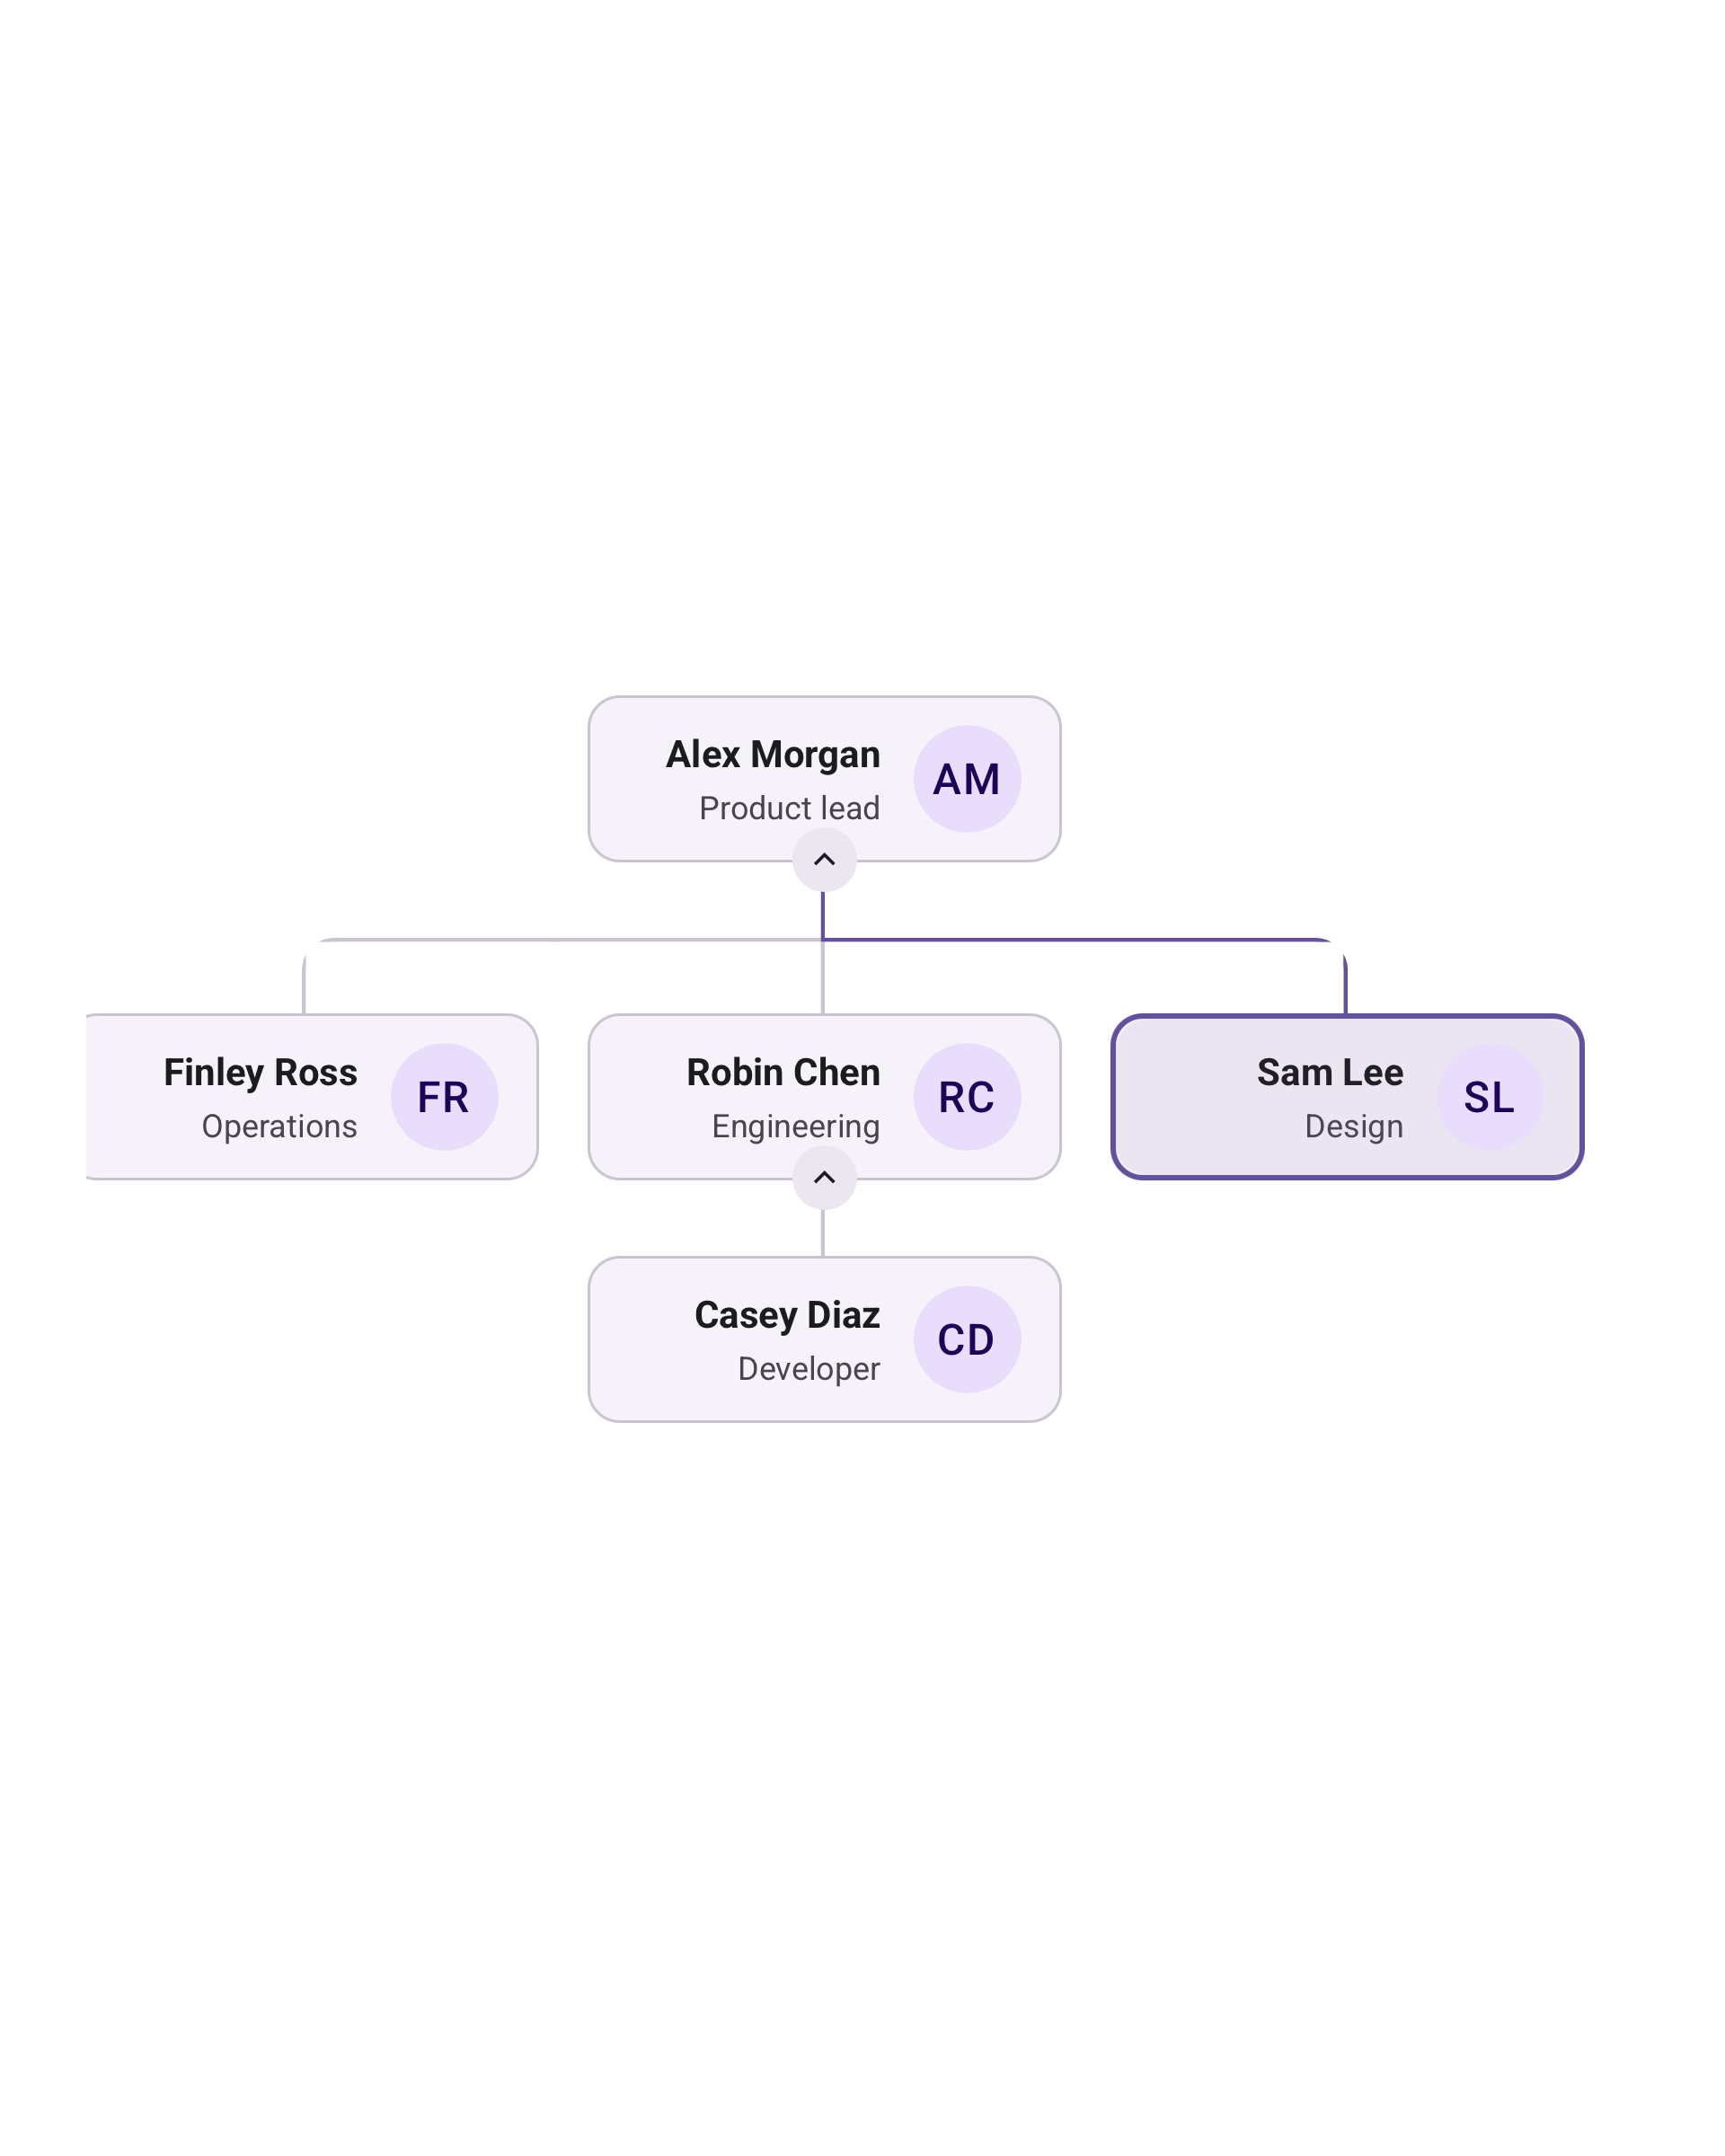 Alex Morgan
Product lead
AM
Finley Ross
Operations
FR
Robin Chen
Engineering
RC
Sam Lee
Design
SL
Casey Diaz
Developer
CD